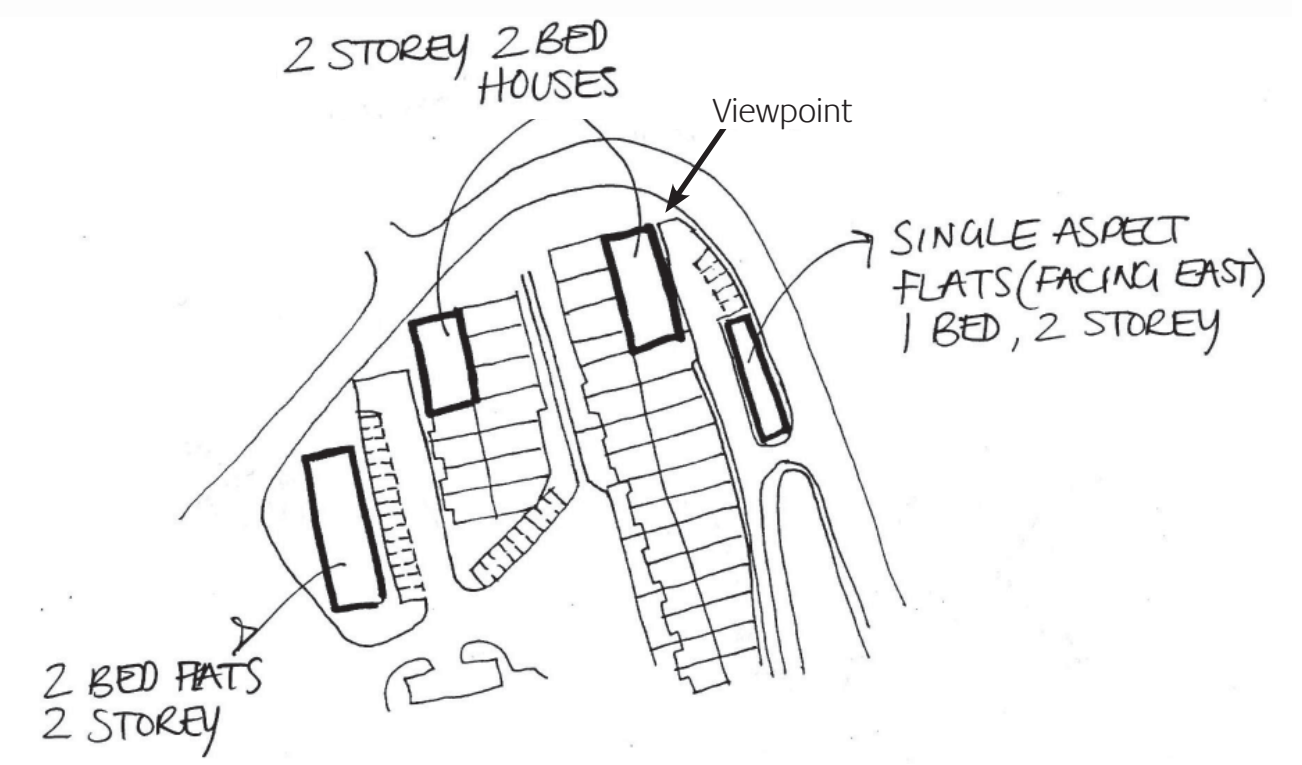 2 STOREY 2 BED
HOUSES
Viewpoint
SINGLE ASPECT
FLATS (FACING EAST)
1 BED, 2 STOREY
2 BED FLATS
2 STOREY